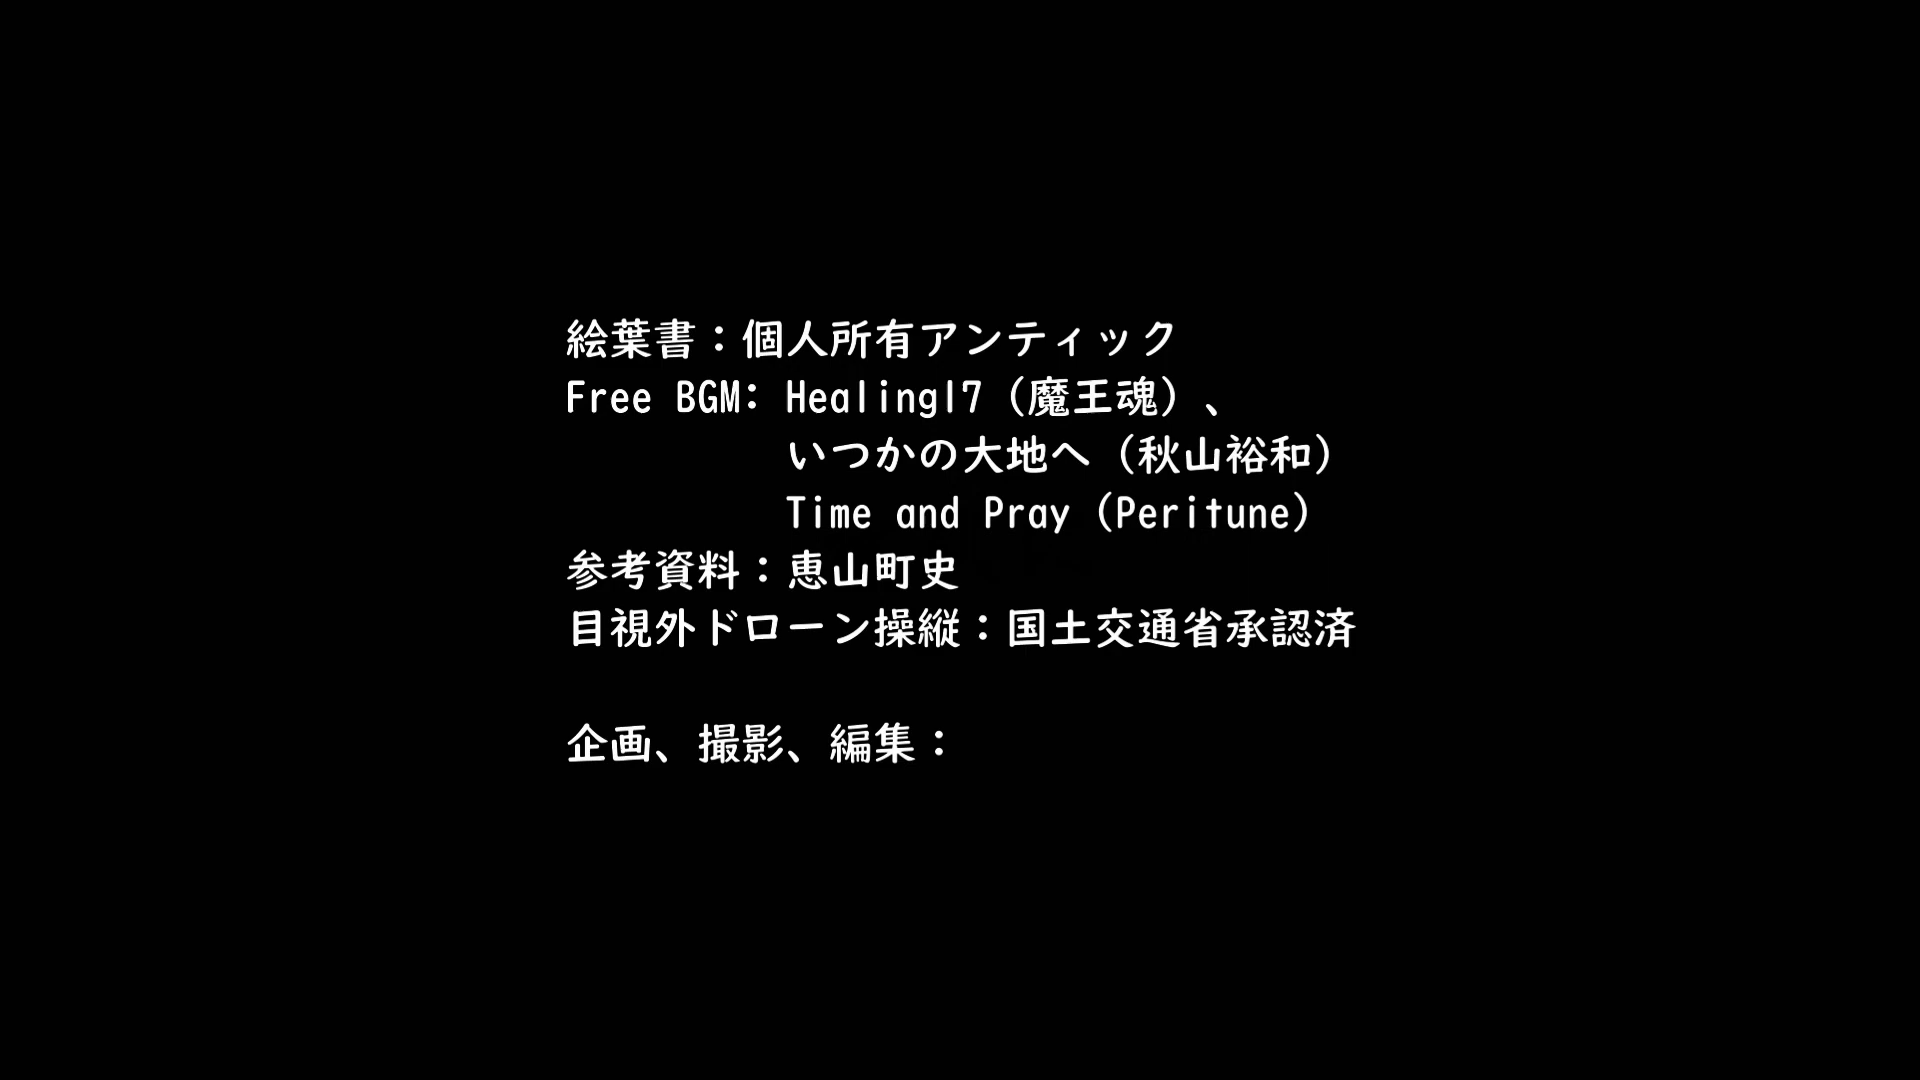 絵葉書：個人所有アンティック
Free BGM: Healing17（魔王魂）、
いつかの大地へ（秋山裕和）
Time and Pray（Peritune）
参考資料：恵山町史
目視外ドローン操縦：国土交通省承認済
企画、撮影、編集：